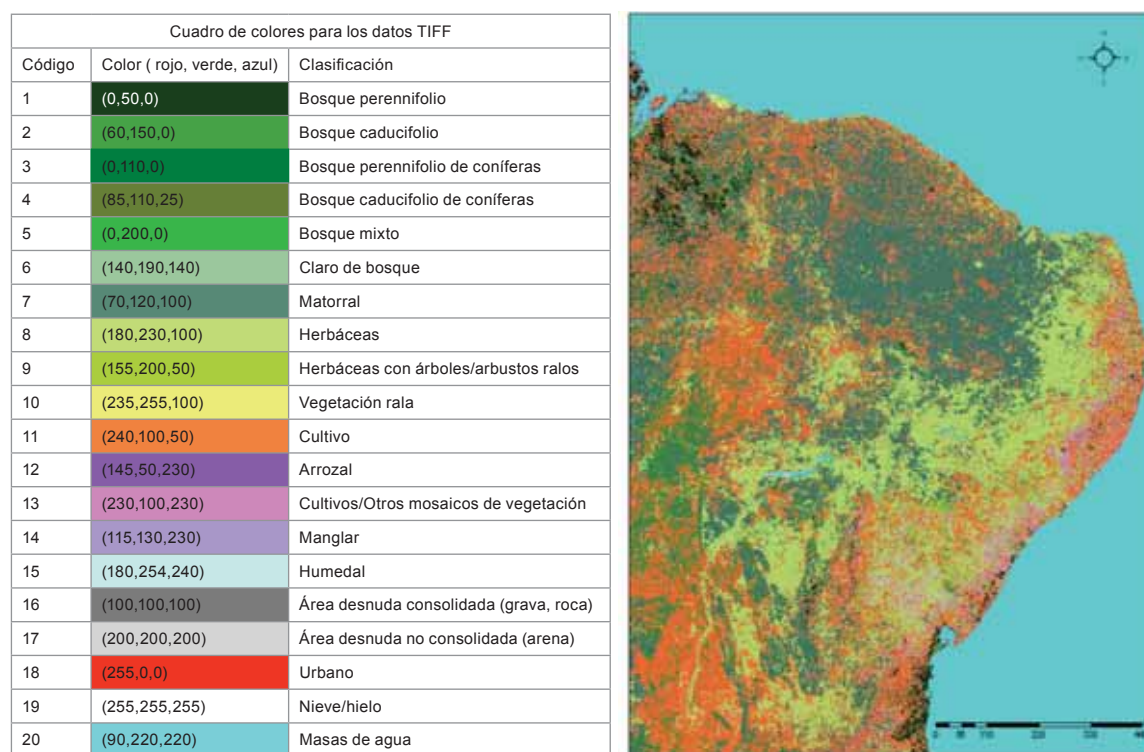 Cuadro de colores para los datos TIFF
Código Color ( rojo, verde, azul) Clasificación
1 (0,50,0) Bosque perennifolio
2 (60,150,0) Bosque caducifolio
3 (0,110,0) Bosque perennifolio de coníferas
4 (85,110,25) Bosque caducifolio de coníferas
5 (0,200,0) Bosque mixto
6 (140,190,140) Claro de bosque
7 (70,120,100) Matorral
8 (180,230,100) Herbáceas
9 (155,200,50) Herbáceas con árboles/arbustos ralos
10 (235,255,100) Vegetación rala
11 (240,100,50) Cultivo
12 (145,50,230) Arrozal
13 (230,100,230) Cultivos/Otros mosaicos de vegetación
14 (115,130,230) Manglar
15 (180,254,240) Humedal
16 (100,100,100) Área desnuda consolidada (grava, roca)
17 (200,200,200) Área desnuda no consolidada (arena)
18 (255,0,0) Urbano
19 (255,255,255) Nieve/hielo
20 (90,220,220) Masas de agua